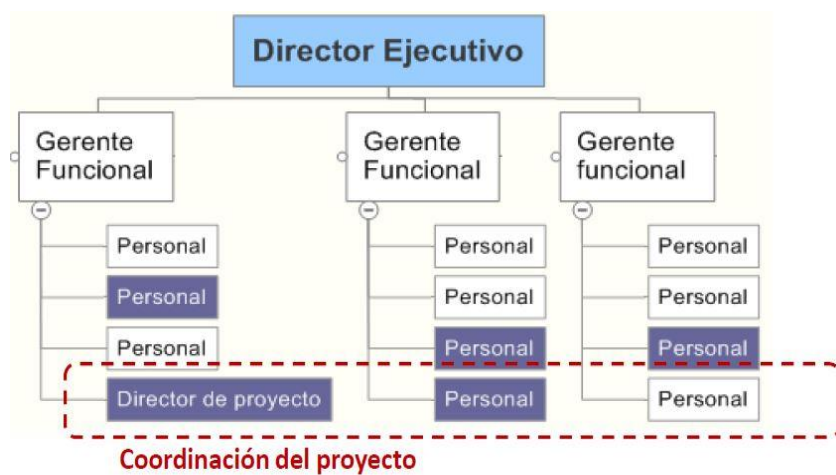 Director Ejecutivo
Gerente
Funcional
Gerente
Funcional
Gerente
funcional
Personal
Personal
Personal
Director de proyecto
Personal
Personal
Personal
Personal
Personal
Personal
Personal
Personal
Coordinación del proyecto